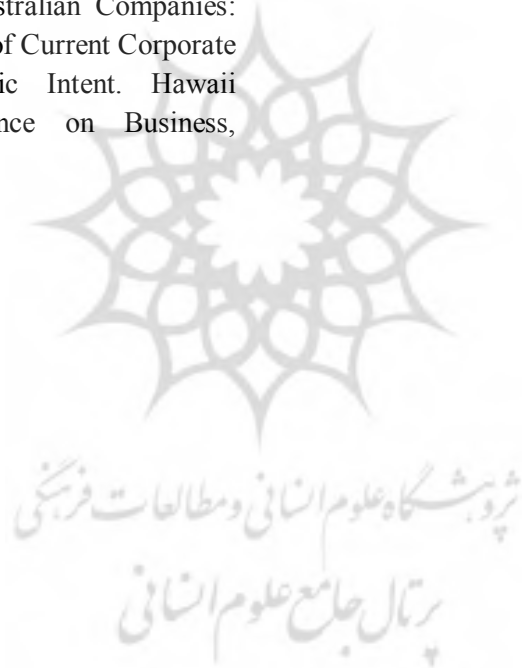 stralian Companies:
of Current Corporate
ic Intent. Hawaii
nce on Business,
پژوهشگاه علوم انسانی و مطالعات فرهنگی
پرتال جامع علوم انسانی